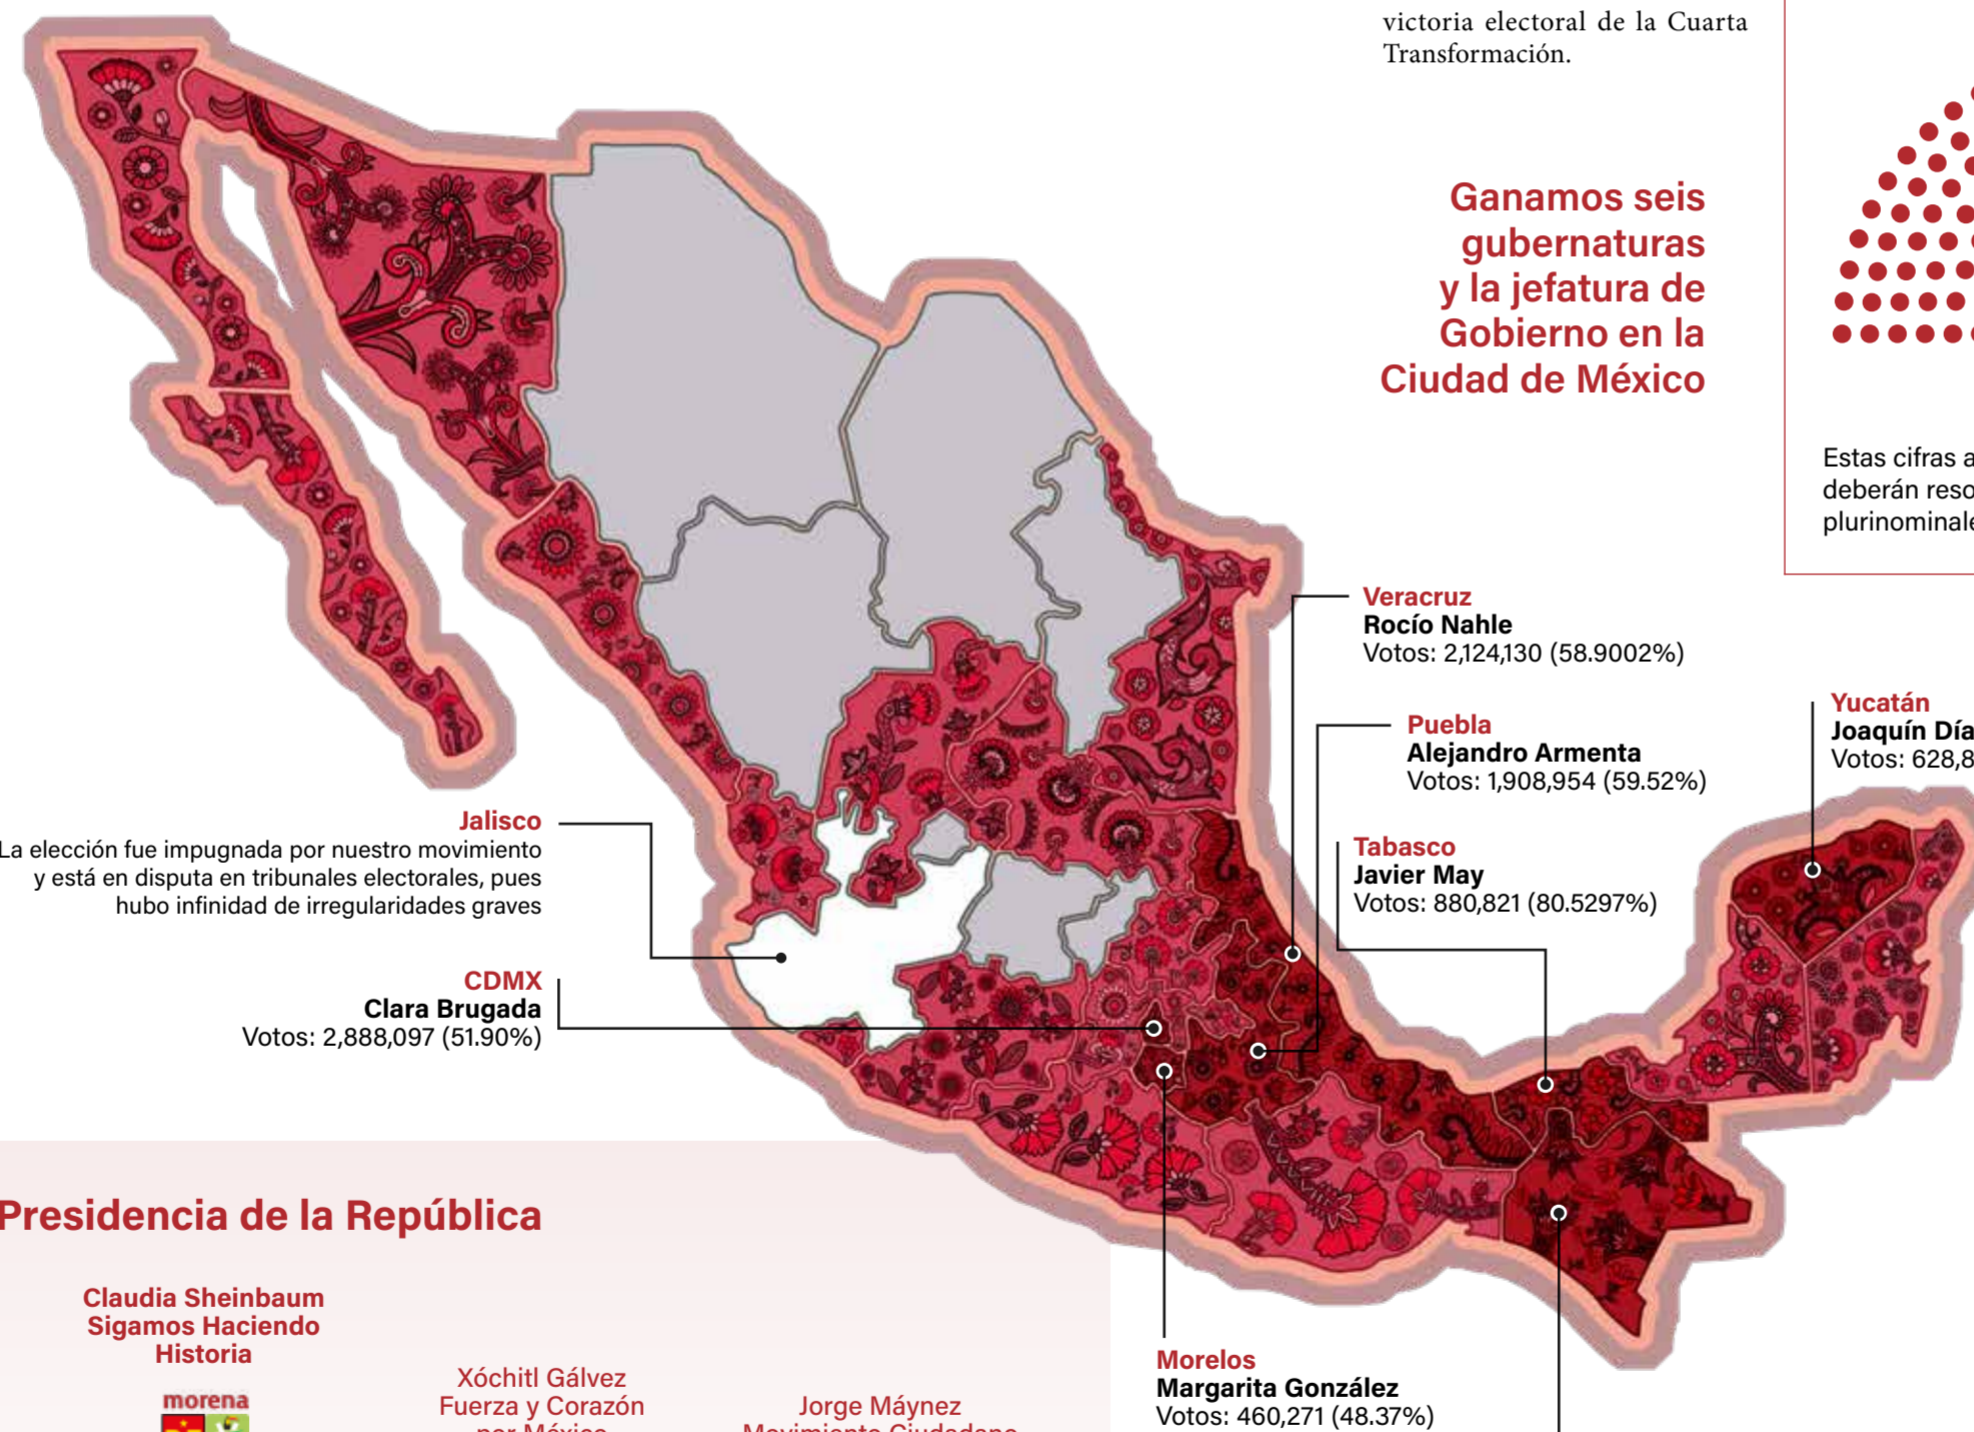 victoria electoral de la Cuarta
Transformación.
Ganamos seis
gubernaturas
y la jefatura de
Gobierno en la
Ciudad de México
Estas cifras a
deberán reso
plurinominale
Veracruz
Rocío Nahle
Votos: 2,124,130 (58.9002%)
Puebla
Alejandro Armenta
Votos: 1,908,954 (59.52%)
Yucatán
Joaquín Día
Votos: 628,8
Tabasco
Javier May
Votos: 880,821 (80.5297%)
Jalisco
La elección fue impugnada por nuestro movimiento
y está en disputa en tribunales electorales, pues
hubo infinidad de irregularidades graves
CDMX
Clara Brugada
Votos: 2,888,097 (51.90%)
Presidencia de la República
Claudia Sheinbaum
Sigamos Haciendo
Historia
morena
Xóchitl Gálvez
Fuerza y Corazón
por México
Jorge Máynez
Movimiento Ciudadano
Morelos
Margarita González
Votos: 460,271 (48.37%)